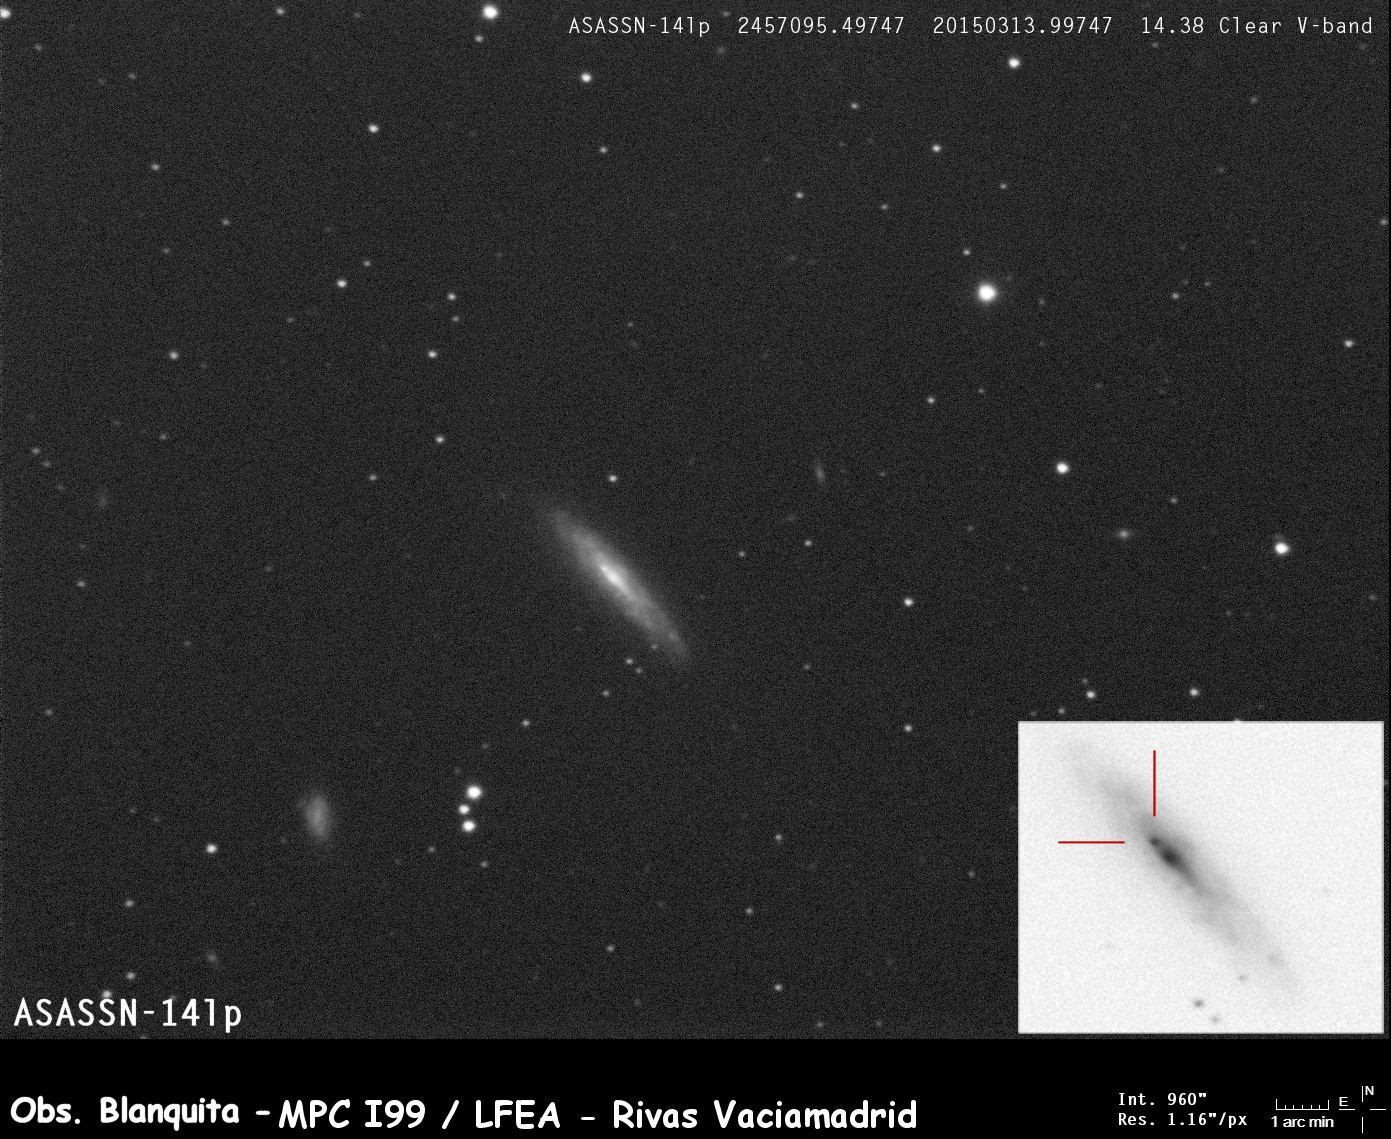 ASASSN-14lp 2457095.49747 20150313.99747 14.38 Clear V-band
ASASSN-14lp
Obs. Blanquita - MPC I99 / LFEA - Rivas Vaciamadrid
Int. 960"
Res. 1.16"/px
1 arc min
E
N